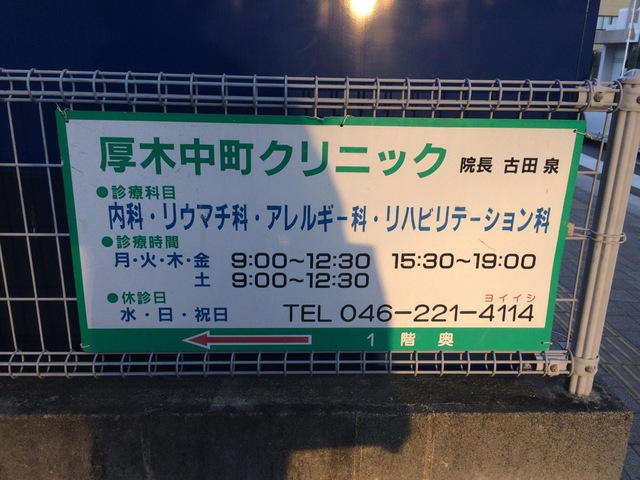 厚木中町クリニック 院長 古田 泉
●診療科目
内科・リウマチ科・アレルギー科・リハビリテーション科
●診療時間
月・火・木・金 9:00〜12:30 15:30〜19:00
土 9:00〜12:30
●休診日 ヨイイシ
水・日・祝日 TEL 046-221-4114
1 階 奥